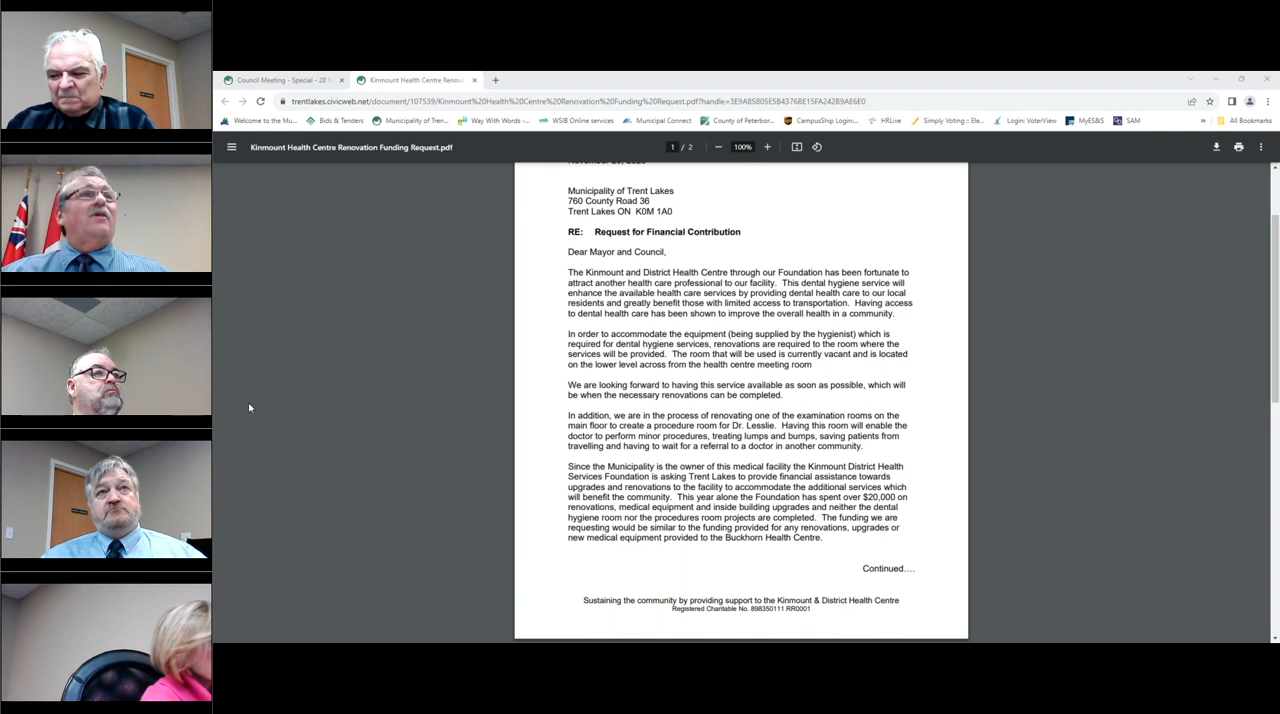 Council Meeting - Special - 28
Kinmount Health Centre Renov
trentlakes.civicweb.net/document/107539/Kinmount%20Health%20Centre%20Renovation%20Funding%20Request.pdf?handle=3E9A85805E5B4376BE15FA242B9AE6E0
Welcome to the Mu... Bids & Tenders Municipality of Tren... Way With Words -... WSIB Online services Municipal Connect County of Peterbor... CampusShip Login:... HRLive Simply Voting :: Ele... Login: VoterView MyES&S SAM » All Bookmarks
Kinmount Health Centre Renovation Funding Request.pdf 1 / 2 100%
Municipality of Trent Lakes
760 County Road 36
Trent Lakes ON K0M 1A0
RE: Request for Financial Contribution
Dear Mayor and Council,
The Kinmount and District Health Centre through our Foundation has been fortunate to
attract another health care professional to our facility. This dental hygiene service will
enhance the available health care services by providing dental health care to our local
residents and greatly benefit those with limited access to transportation. Having access
to dental health care has been shown to improve the overall health in a community.
In order to accommodate the equipment (being supplied by the hygienist) which is
required for dental hygiene services, renovations are required to the room where the
services will be provided. The room that will be used is currently vacant and is located
on the lower level across from the health centre meeting room
We are looking forward to having this service available as soon as possible, which will
be when the necessary renovations can be completed.
In addition, we are in the process of renovating one of the examination rooms on the
main floor to create a procedure room for Dr. Lesslie. Having this room will enable the
doctor to perform minor procedures, treating lumps and bumps, saving patients from
travelling and having to wait for a referral to a doctor in another community.
Since the Municipality is the owner of this medical facility the Kinmount District Health
Services Foundation is asking Trent Lakes to provide financial assistance towards
upgrades and renovations to the facility to accommodate the additional services which
will benefit the community. This year alone the Foundation has spent over $20,000 on
renovations, medical equipment and inside building upgrades and neither the dental
hygiene room nor the procedures room projects are completed. The funding we are
requesting would be similar to the funding provided for any renovations, upgrades or
new medical equipment provided to the Buckhorn Health Centre.
Continued....
Sustaining the community by providing support to the Kinmount & District Health Centre
Registered Charitable No. 898350111 RR0001